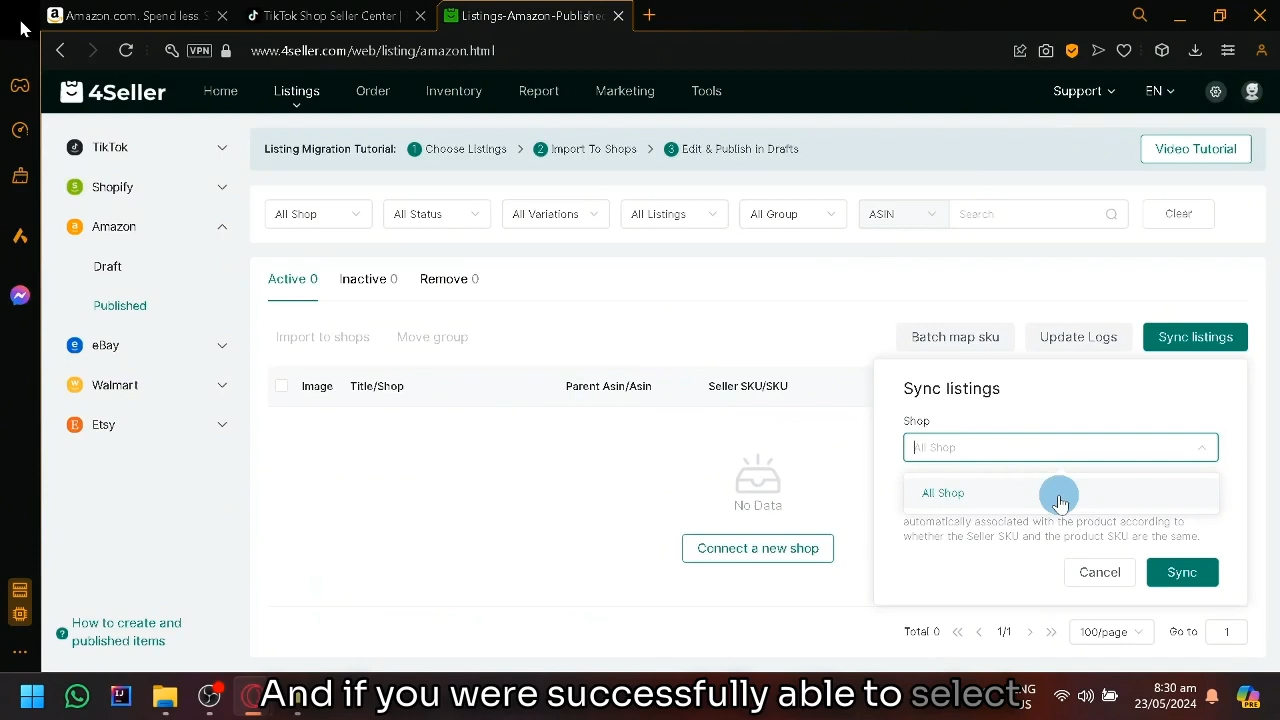 Amazon.com. Spend less. S
TikTok Shop Seller Center |
Listings-Amazon-Published
VPN
www.4seller.com/web/listing/amazon.html
4Seller
Home
Listings
Order
Inventory
Report
Marketing
Tools
Support
EN
TikTok
Shopify
Amazon
Draft
Published
eBay
Walmart
Etsy
How to create and
published items
Listing Migration Tutorial: 1 Choose Listings > 2 Import To Shops > 3 Edit & Publish in Drafts
Video Tutorial
All Shop
All Status
All Variations
All Listings
All Group
ASIN
Search
Clear
Active 0
Inactive 0
Remove 0
Import to shops
Move group
Batch map sku
Update Logs
Sync listings
Image
Title/Shop
Parent Asin/Asin
Seller SKU/SKU
Sync listings
Shop
All Shop
All Shop
automatically associated with the product according to
whether the Seller SKU and the product SKU are the same.
Cancel
Sync
No Data
Connect a new shop
Total 0
1/1
100/page
Go to
1
And if you were successfully able to select
8:30 am
23/05/2024
PRE